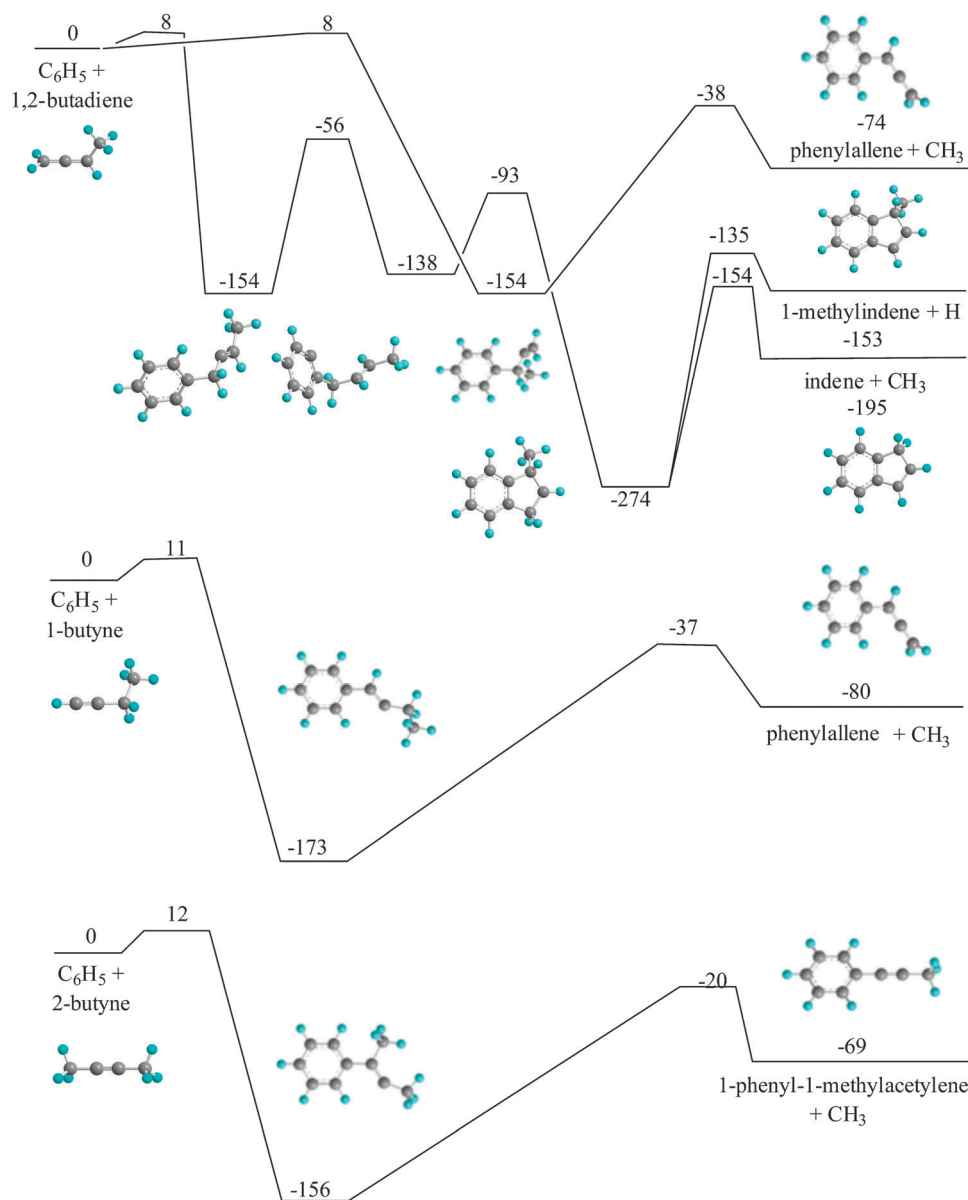 0
8
8
C6H5 +
1,2-butadiene
-38
-74
phenylallene + CH3
-56
-93
-154
-138
-154
-135
-154
1-methylindene + H
-153
indene + CH3
-195
-274
0
11
C6H5 +
1-butyne
-37
-80
phenylallene + CH3
-173
0
12
C6H5 +
2-butyne
-20
-69
1-phenyl-1-methylacetylene
+ CH3
-156